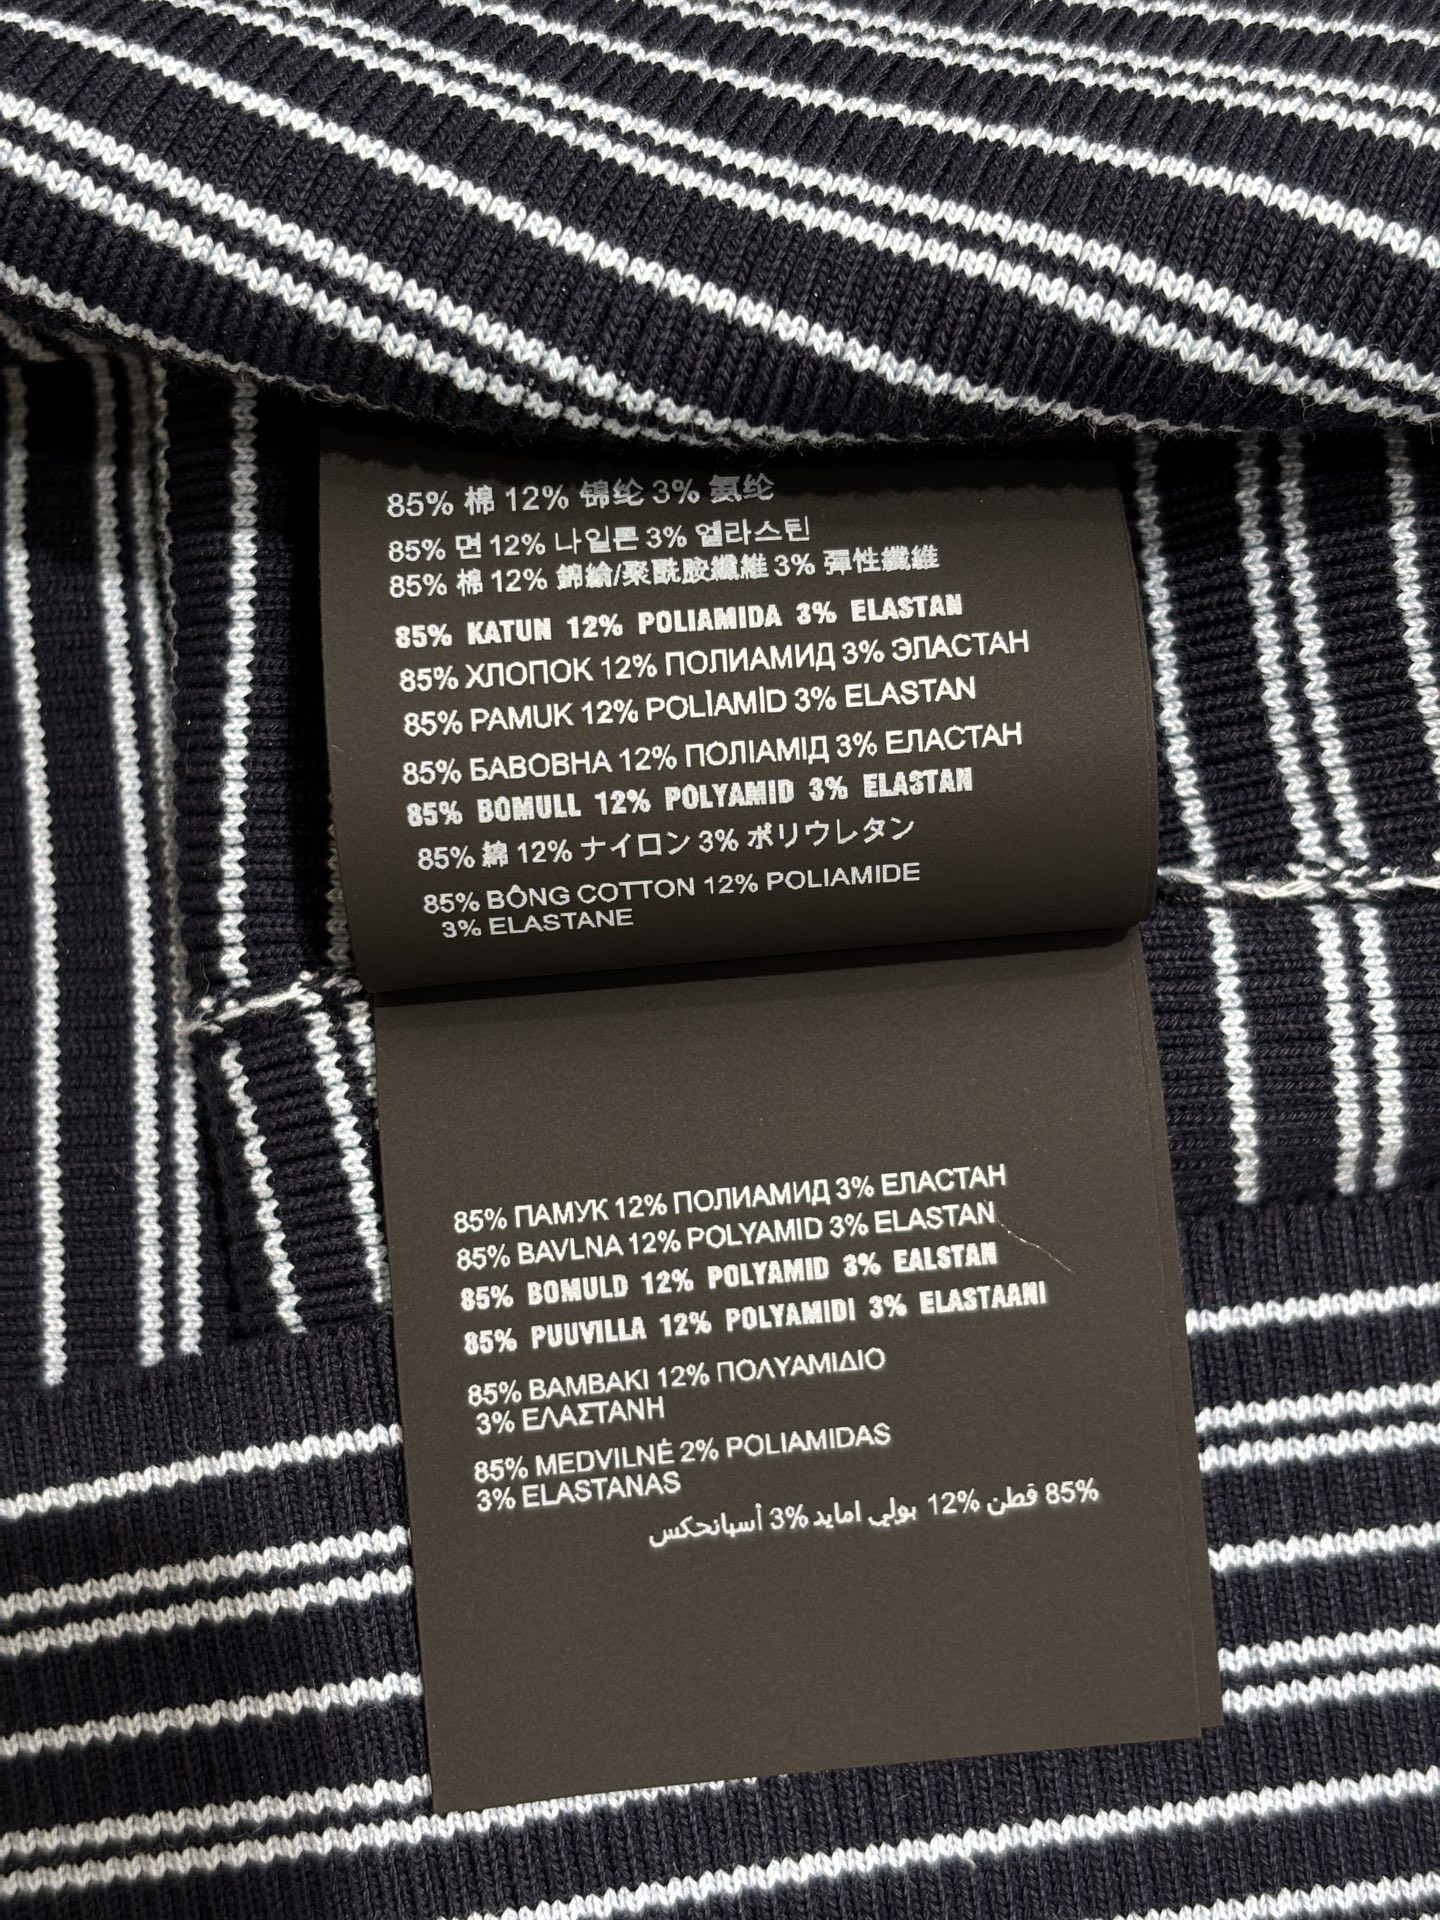 85% 棉 12% 锦纶 3% 氨纶
85% 면 12% 나일론 3% 엘라스틴
85% 棉 12% 錦綸/聚酰胺纖維 3% 彈性纖維
85% KATUN 12% POLIAMIDA 3% ELASTAN
85% ХЛОПОК 12% ПОЛИАМИД 3% ЭЛАСТАН
85% PAMUK 12% POLİAMİD 3% ELASTAN
85% БАВОВНА 12% ПОЛІАМІД 3% ЕЛАСТАН
85% BOMULL 12% POLYAMID 3% ELASTAN
85% 綿 12% ナイロン 3% ポリウレタン
85% BÔNG COTTON 12% POLIAMIDE
3% ELASTANE
85% ПАМУК 12% ПОЛИАМИД 3% ЕЛАСТАН
85% BAVLNA 12% POLYAMID 3% ELASTAN
85% BOMULD 12% POLYAMID 3% EALSTAN
85% PUUVILLA 12% POLYAMIDI 3% ELASTAANI
85% ΒΑΜΒΑΚΙ 12% ΠΟΛΥΑΜΙΔΙΟ
3% ΕΛΑΣΤΑΝΗ
85% MEDVILNĖ 2% POLIAMIDAS
3% ELASTANAS
85% قطن 12% بولي امايد 3% أسبانحكس